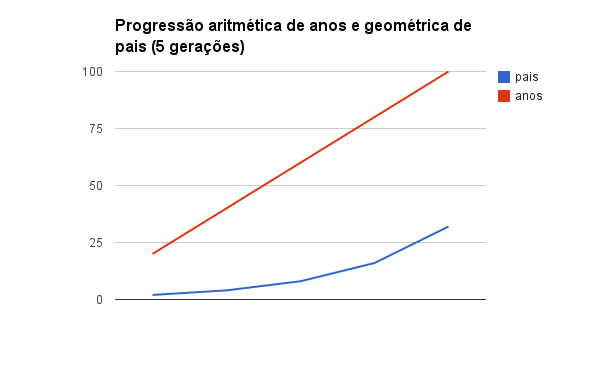 Progressão aritmética de anos e geométrica de
pais (5 gerações)
100
75
50
25
0
pais
anos